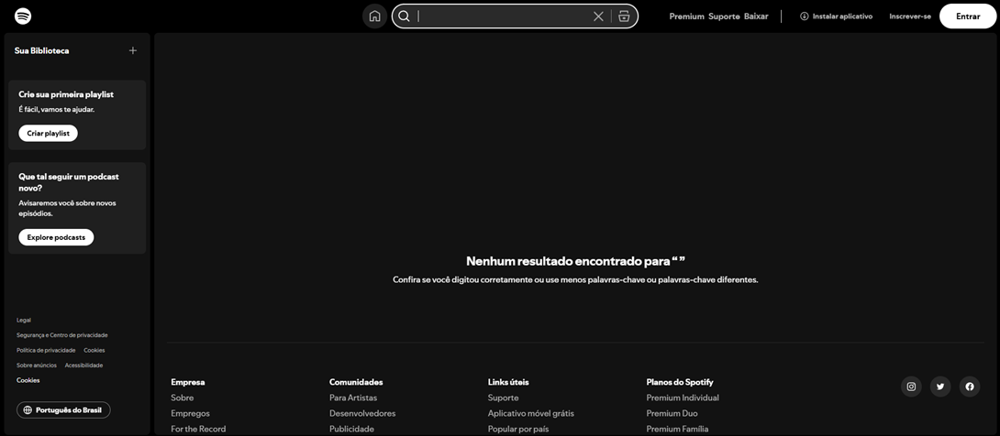 Premium Suporte Baixar
Instalar aplicativo
Inscrever-se
Entrar
Sua Biblioteca
Crie sua primeira playlist
É fácil, vamos te ajudar.
Criar playlist
Que tal seguir um podcast
novo?
Avisaremos você sobre novos
episódios.
Explore podcasts
Legal
Segurança e Centro de privacidade
Política de privacidade Cookies
Sobre anúncios Acessibilidade
Cookies
Português do Brasil
Nenhum resultado encontrado para “ ”
Confira se você digitou corretamente ou use menos palavras-chave ou palavras-chave diferentes.
Empresa
Sobre
Empregos
For the Record
Comunidades
Para Artistas
Desenvolvedores
Publicidade
Links úteis
Suporte
Aplicativo móvel grátis
Popular por país
Planos do Spotify
Premium Individual
Premium Duo
Premium Família